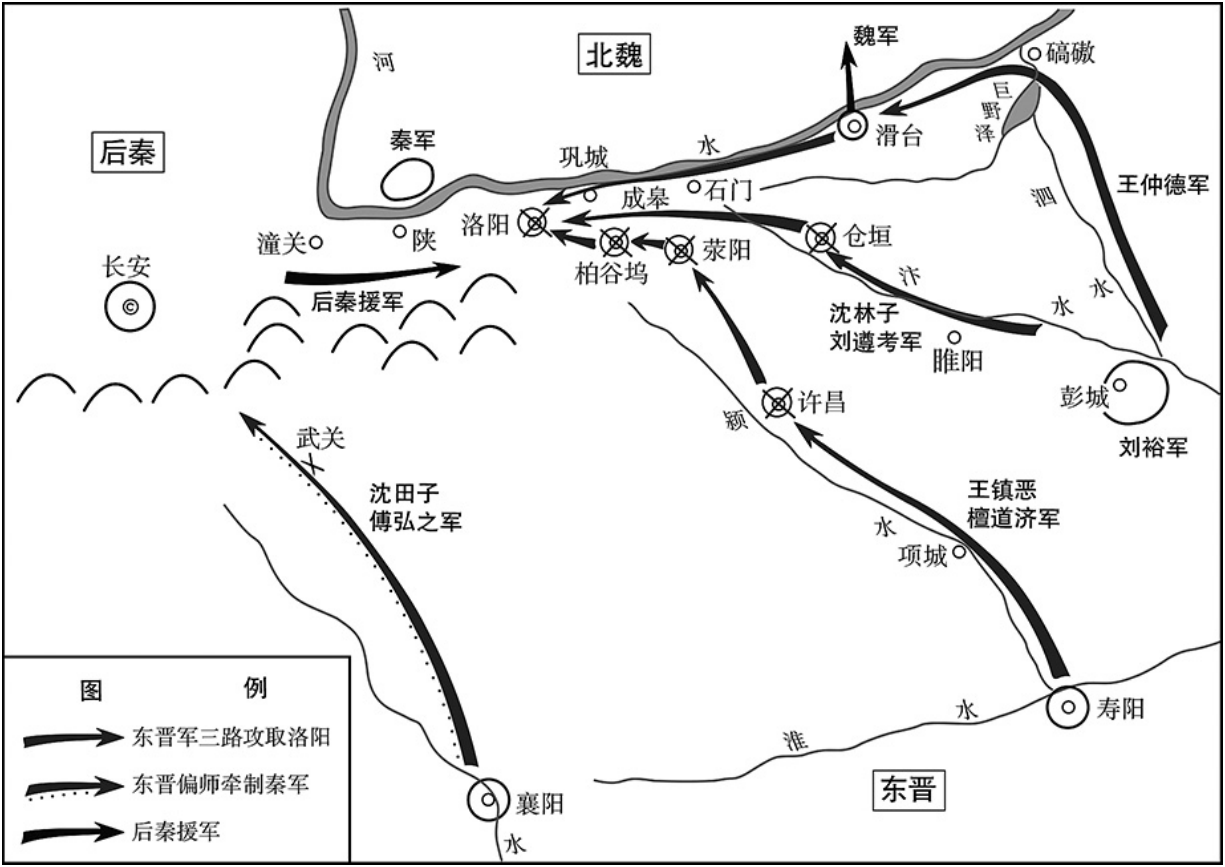 魏军
北魏
河
碻磝
巨
野
泽
滑台
后秦
秦军
水
巩城
石门
成皋
王仲德军
泗
洛阳
仓垣
潼关
陕
荥阳
柏谷坞
长安
汴
水
水
后秦援军
沈林子
刘遵考军
睢阳
彭城
许昌
颍
刘裕军
武关
沈田子
傅弘之军
王镇恶
檀道济军
水
项城
图 例
水
寿阳
东晋军三路攻取洛阳
淮
东晋偏师牵制秦军
东晋
襄阳
后秦援军
水